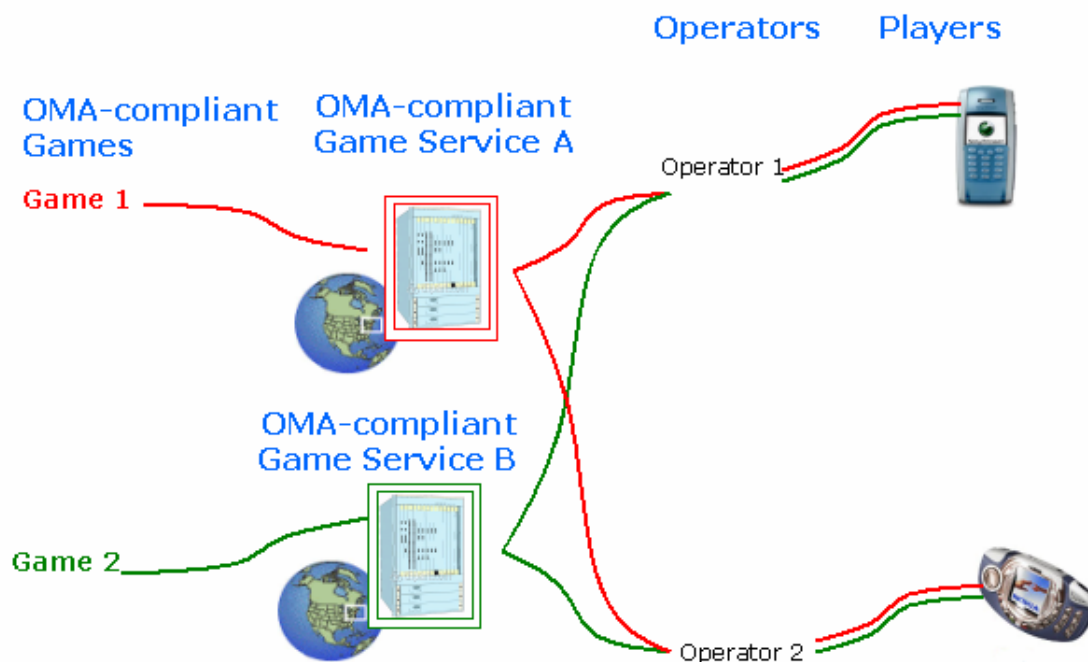 Operators
Players
OMA-compliant
Games
OMA-compliant
Game Service A
Operator 1
Game 1
OMA-compliant
Game Service B
Game 2
Operator 2